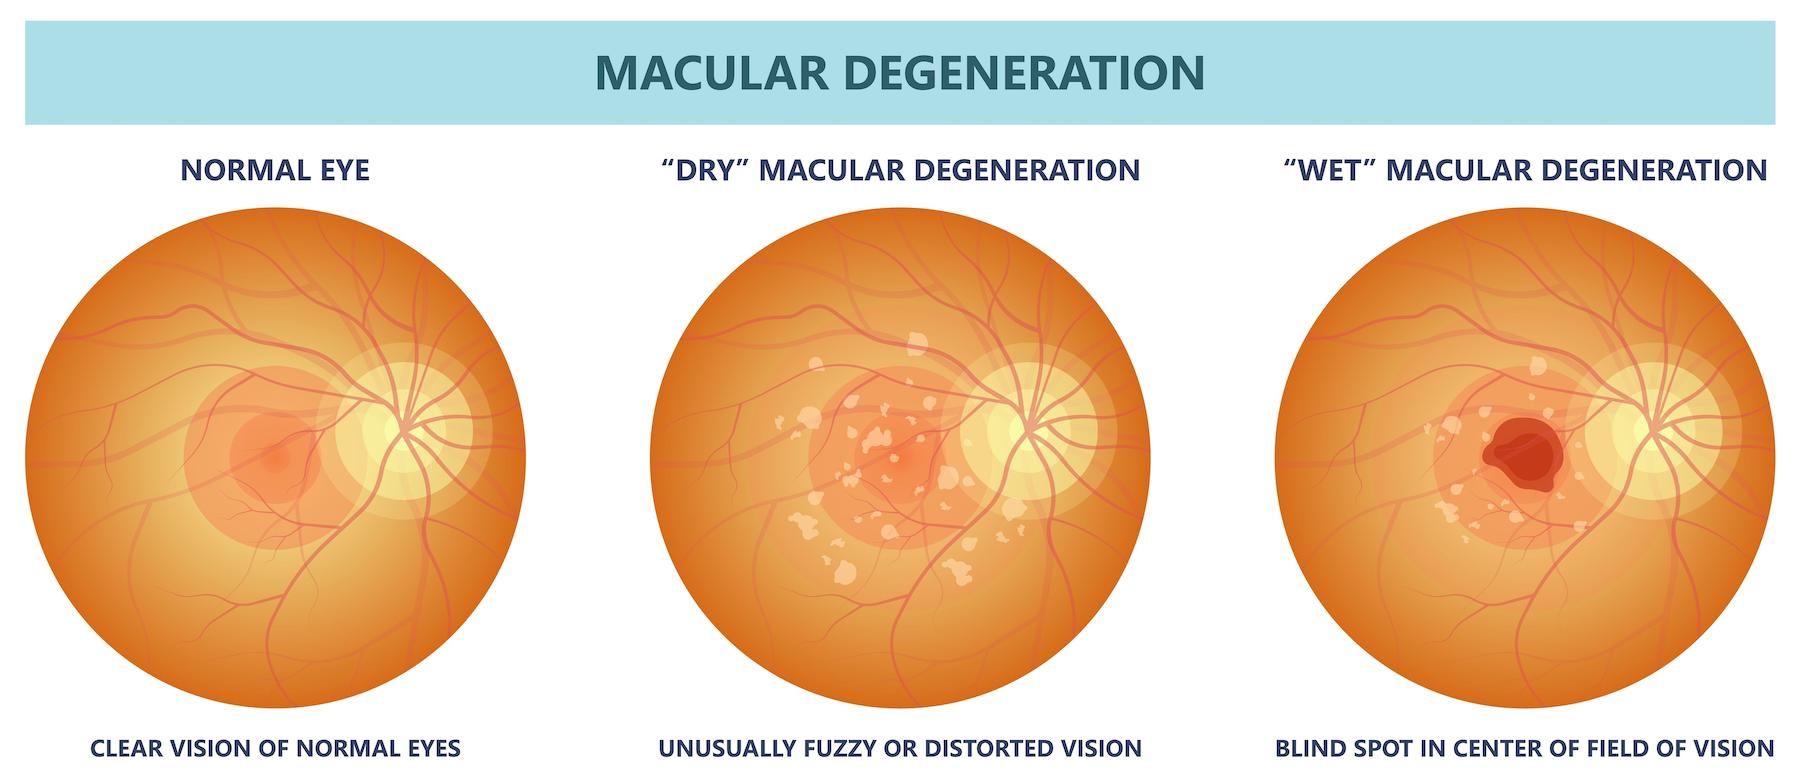 MACULAR DEGENERATION
NORMAL EYE
“DRY” MACULAR DEGENERATION
“WET” MACULAR DEGENERATION
CLEAR VISION OF NORMAL EYES
UNUSUALLY FUZZY OR DISTORTED VISION
BLIND SPOT IN CENTER OF FIELD OF VISION